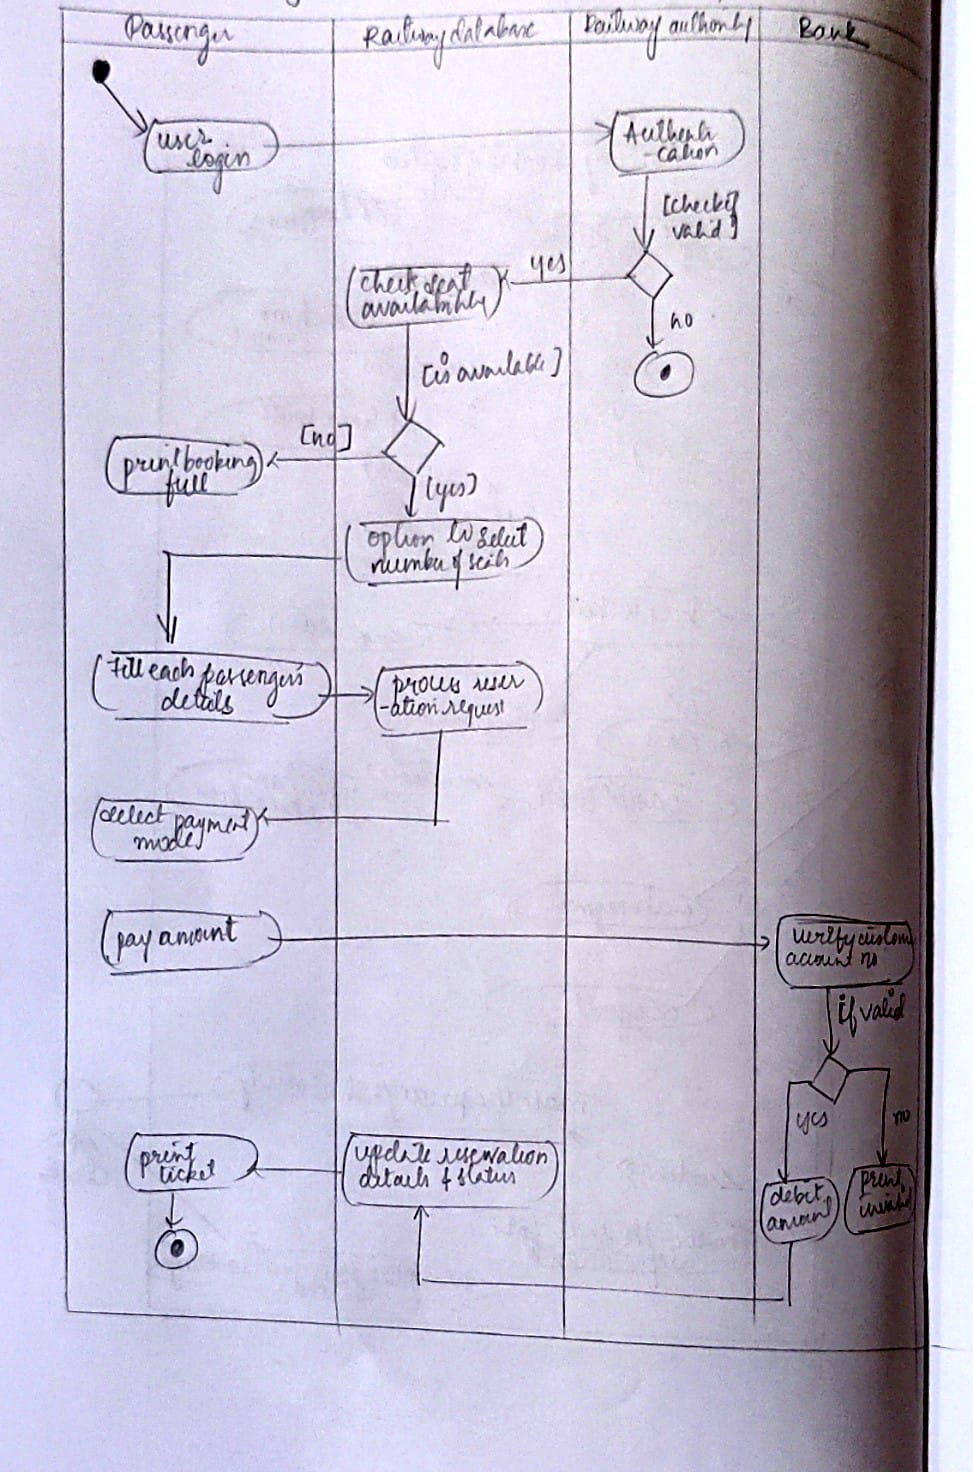 Passenger
Railway database
Railway authority
Bank
user
login
Authenti
-cation
[check if
valid]
yes
check seat
availability
no
[is available]
[no]
print booking
full
[yes]
option to select
number of seats
Fill each passenger's
details
process reser
-ation request
select payment
mode
pay amount
verify custom
account no
if valid
yes
no
print
ticket
update reservation
details & status
debit
amount
print
invalid